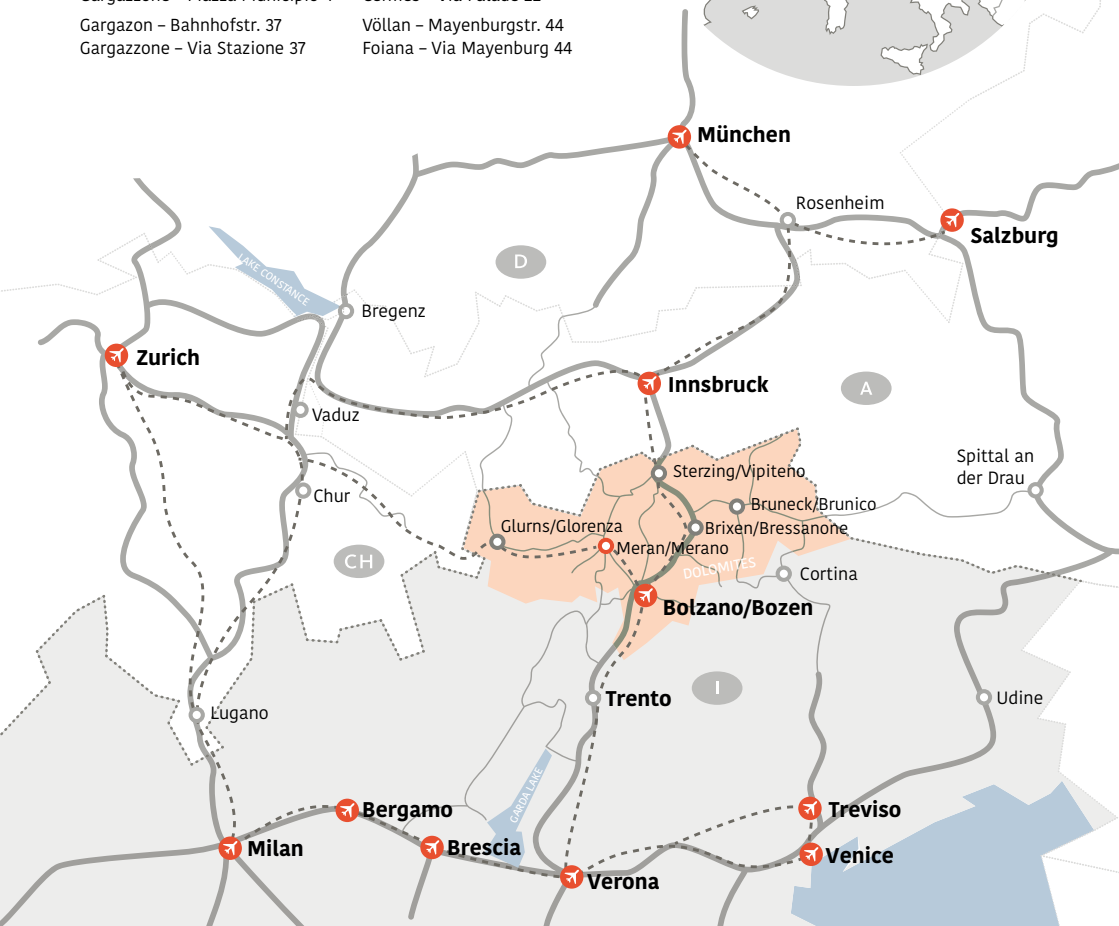 Gargazon – Bahnhofstr. 37
Gargazzone – Via Stazione 37
Völlan – Mayenburgstr. 44
Foiana – Via Mayenburg 44
München
Rosenheim
Salzburg
D
LAKE CONSTANCE
Bregenz
Zurich
Innsbruck
A
Vaduz
Spittal an
der Drau
Sterzing/Vipiteno
Chur
Bruneck/Brunico
Glurns/Glorenza
Brixen/Bressanone
Meran/Merano
CH
DOLOMITES
Cortina
Bolzano/Bozen
I
Trento
Udine
Lugano
GARDA LAKE
Bergamo
Treviso
Milan
Brescia
Venice
Verona